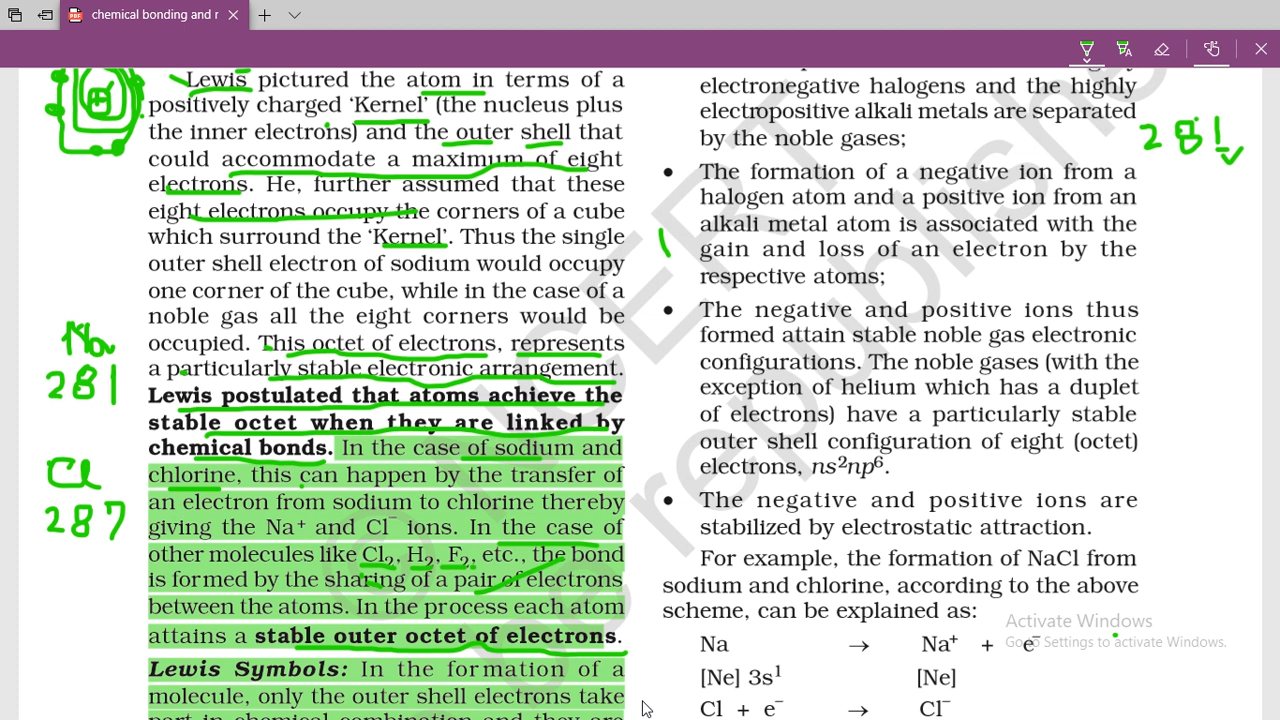 chemical bonding and r
Lewis pictured the atom in terms of a
positively charged ‘Kernel’ (the nucleus plus
the inner electrons) and the outer shell that
could accommodate a maximum of eight
electrons. He, further assumed that these
eight electrons occupy the corners of a cube
which surround the ‘Kernel’. Thus the single
outer shell electron of sodium would occupy
one corner of the cube, while in the case of a
noble gas all the eight corners would be
occupied. This octet of electrons, represents
a particularly stable electronic arrangement.
Lewis postulated that atoms achieve the
stable octet when they are linked by
chemical bonds. In the case of sodium and
chlorine, this can happen by the transfer of
an electron from sodium to chlorine thereby
giving the Na⁺ and Cl⁻ ions. In the case of
other molecules like Cl₂, H₂, F₂, etc., the bond
is formed by the sharing of a pair of electrons
between the atoms. In the process each atom
attains a stable outer octet of electrons.
Lewis Symbols: In the formation of a
molecule, only the outer shell electrons take
Na
281
Cl
287
electronegative halogens and the highly
electropositive alkali metals are separated
by the noble gases;
• The formation of a negative ion from a
halogen atom and a positive ion from an
alkali metal atom is associated with the
gain and loss of an electron by the
respective atoms;
• The negative and positive ions thus
formed attain stable noble gas electronic
configurations. The noble gases (with the
exception of helium which has a duplet
of electrons) have a particularly stable
outer shell configuration of eight (octet)
electrons, ns²np⁶.
• The negative and positive ions are
stabilized by electrostatic attraction.
For example, the formation of NaCl from
sodium and chlorine, according to the above
scheme, can be explained as:
Na → Na⁺ + e⁻
[Ne] 3s¹ [Ne]
Cl + e⁻ → Cl⁻
281
© NCERT
be republishe
Activate Windows
Go to Settings to activate Windows.